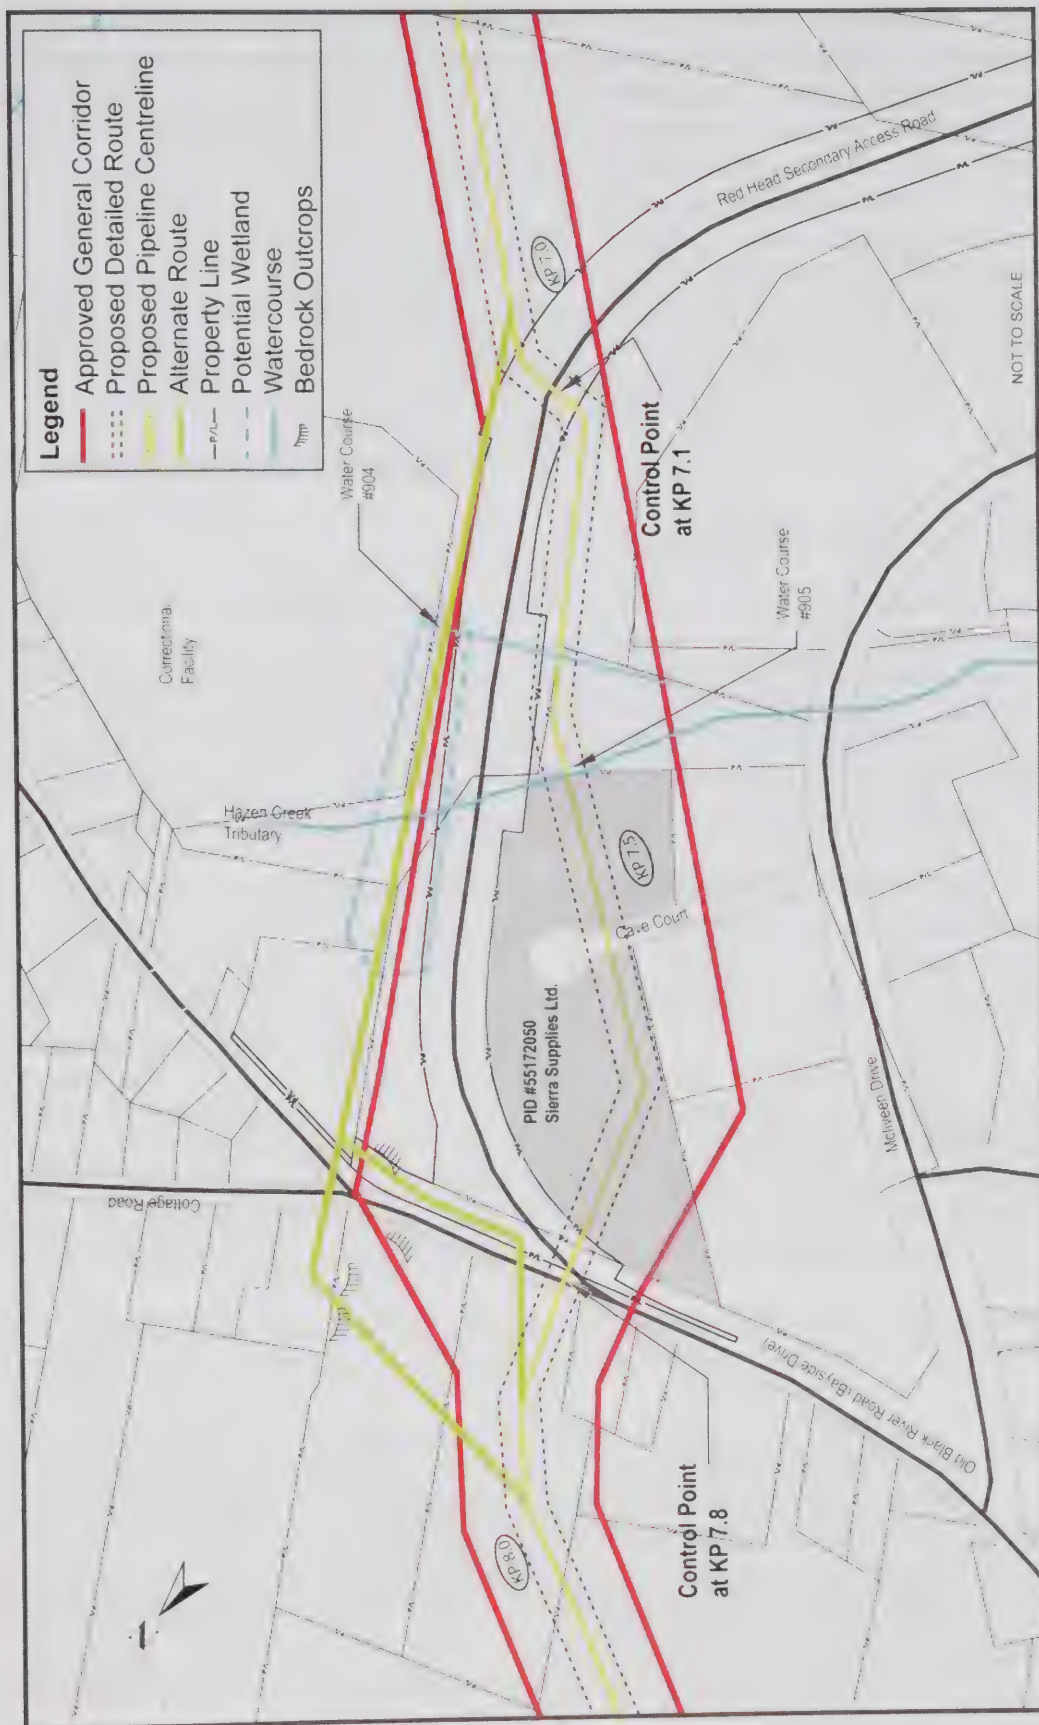 Legend
Approved General Corridor
Proposed Detailed Route
Proposed Pipeline Centreline
Alternate Route
P/L
Property Line
Potential Wetland
Watercourse
Bedrock Outcrops
Water Course
#904
Correctional
Facility
Hazen Creek
Tributary
Cottage Road
KP 7.0
Red Head Secondary Access Road
Control Point
at KP 7.1
Water Course
#905
KP 7.5
PID #55172050
Sierra Supplies Ltd.
McIlveen Drive
Old Black River Road (Bayside Drive)
KP 8.0
Control Point
at KP 7.8
NOT TO SCALE